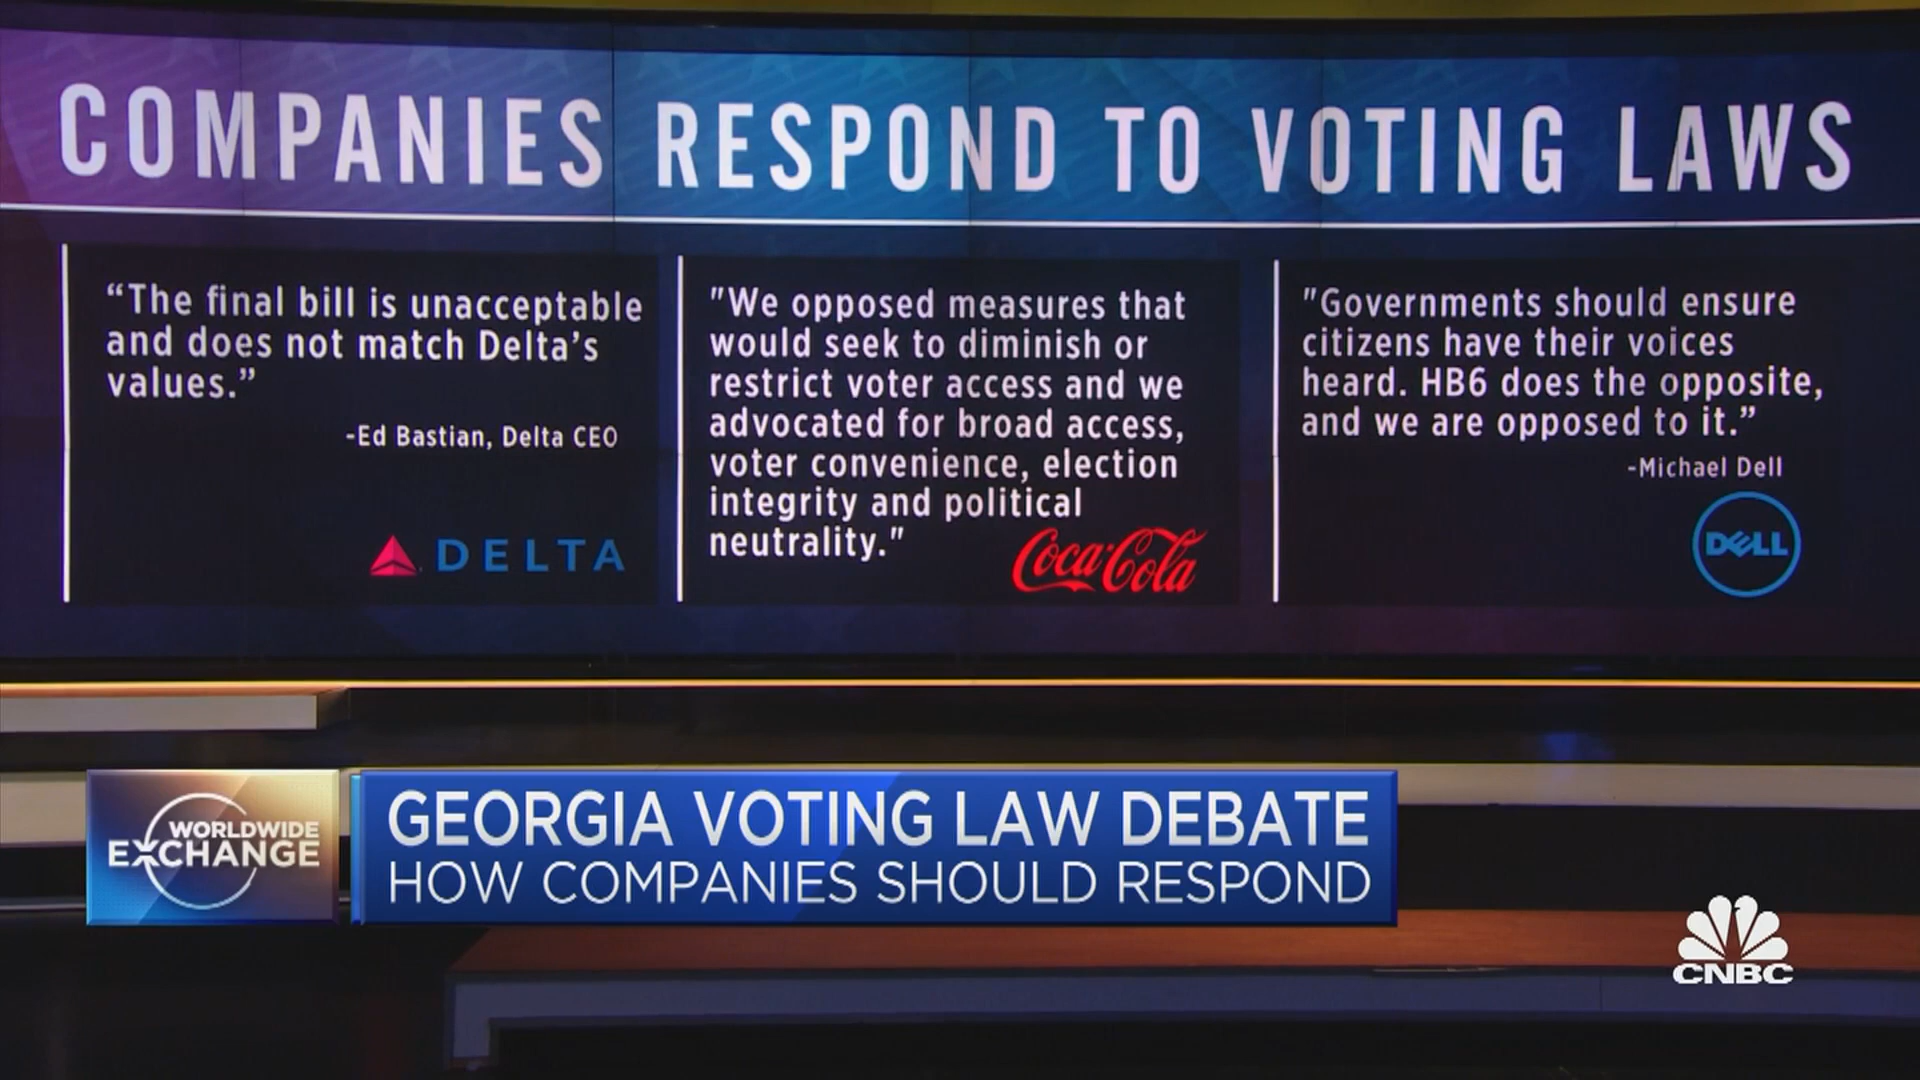 COMPANIES RESPOND TO VOTING LAWS
“The final bill is unacceptable
and does not match Delta’s
values.”
-Ed Bastian, Delta CEO
DELTA
"We opposed measures that
would seek to diminish or
restrict voter access and we
advocated for broad access,
voter convenience, election
integrity and political
neutrality."
Coca-Cola
"Governments should ensure
citizens have their voices
heard. HB6 does the opposite,
and we are opposed to it.”
-Michael Dell
DELL
WORLDWIDE
EXCHANGE
GEORGIA VOTING LAW DEBATE
HOW COMPANIES SHOULD RESPOND
CNBC